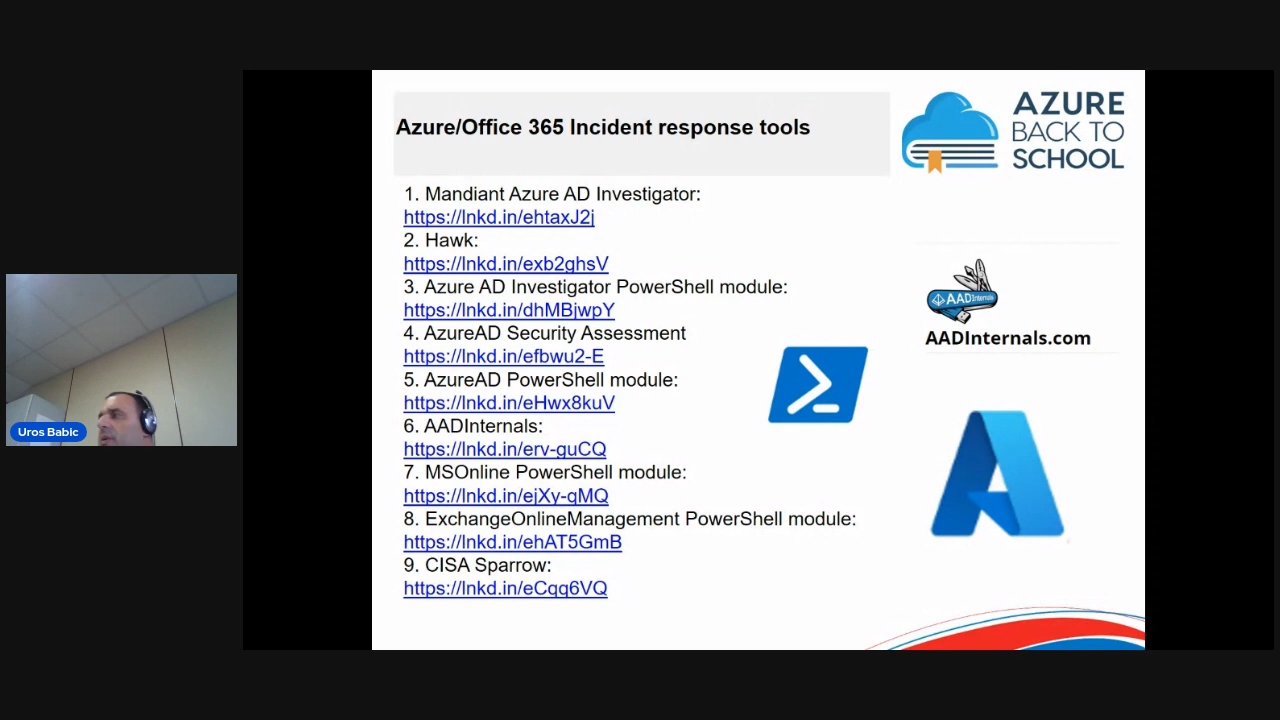 Azure/Office 365 Incident response tools
AZURE
BACK TO
SCHOOL
1. Mandiant Azure AD Investigator:
https://lnkd.in/ehtaxJ2j
2. Hawk:
https://lnkd.in/exb2ghsV
3. Azure AD Investigator PowerShell module:
https://lnkd.in/dhMBjwpY
4. AzureAD Security Assessment
https://lnkd.in/efbwu2-E
5. AzureAD PowerShell module:
https://lnkd.in/eHwx8kuV
6. AADInternals:
https://lnkd.in/erv-guCQ
7. MSOnline PowerShell module:
https://lnkd.in/ejXy-qMQ
8. ExchangeOnlineManagement PowerShell module:
https://lnkd.in/ehAT5GmB
9. CISA Sparrow:
https://lnkd.in/eCqq6VQ
AADInternals
AADInternals.com
Uros Babic